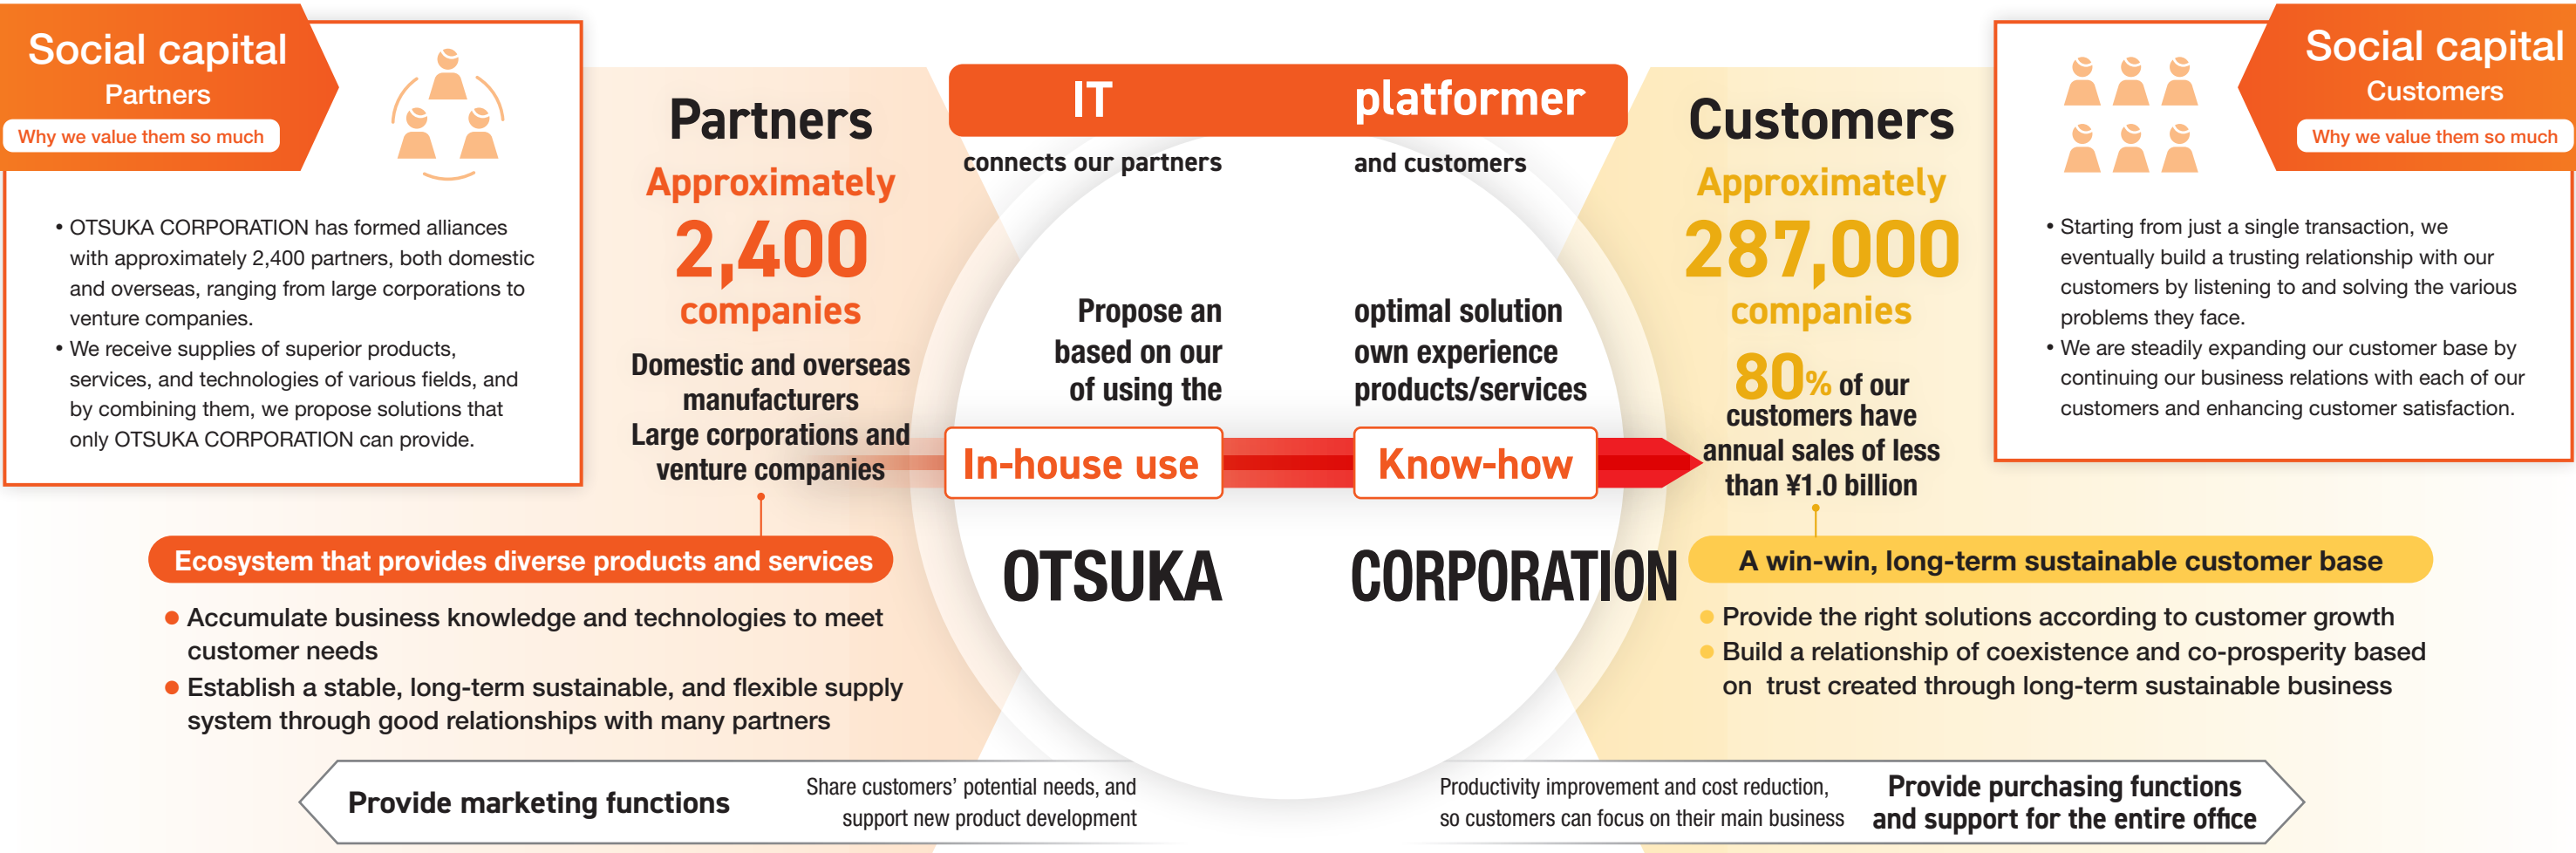 Social capital
Partners
Why we value them so much
• OTSUKA CORPORATION has formed alliances
with approximately 2,400 partners, both domestic
and overseas, ranging from large corporations to
venture companies.
• We receive supplies of superior products,
services, and technologies of various fields, and
by combining them, we propose solutions that
only OTSUKA CORPORATION can provide.
Partners
Approximately
2,400
companies
Domestic and overseas
manufacturers
Large corporations and
venture companies
Ecosystem that provides diverse products and services
Accumulate business knowledge and technologies to meet
customer needs
Establish a stable, long-term sustainable, and flexible supply
system through good relationships with many partners
IT platformer
connects our partners and customers
Propose an optimal solution
based on our own experience
of using the products/services
In-house use Know-how
OTSUKA CORPORATION
Customers
Approximately
287,000
companies
80% of our
customers have
annual sales of less
than ¥1.0 billion
A win-win, long-term sustainable customer base
Provide the right solutions according to customer growth
Build a relationship of coexistence and co-prosperity based
on trust created through long-term sustainable business
Social capital
Customers
Why we value them so much
• Starting from just a single transaction, we
eventually build a trusting relationship with our
customers by listening to and solving the various
problems they face.
• We are steadily expanding our customer base by
continuing our business relations with each of our
customers and enhancing customer satisfaction.
Provide marketing functions
Share customers’ potential needs, and
support new product development
Productivity improvement and cost reduction,
so customers can focus on their main business
Provide purchasing functions
and support for the entire office